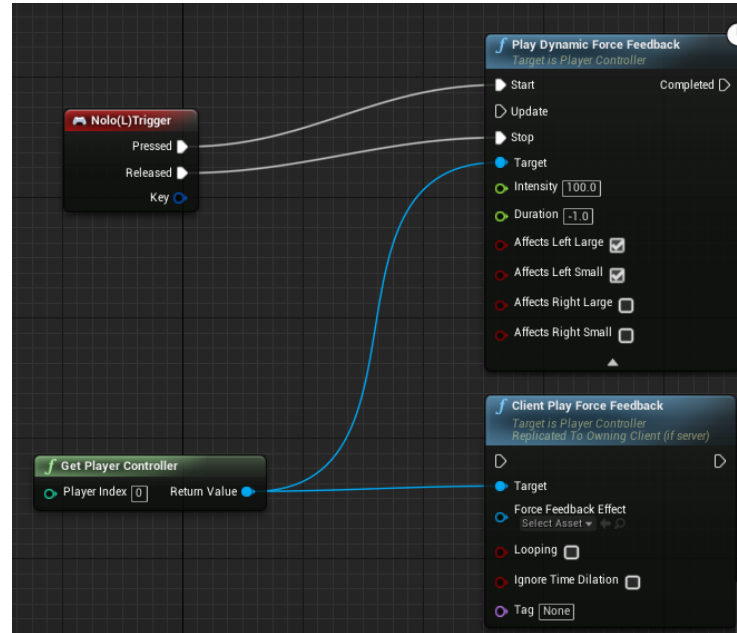 Nolo(L)Trigger
Pressed
Released
Key
Play Dynamic Force Feedback
Target is Player Controller
Start Completed
Update
Stop
Target
Intensity 100.0
Duration -1.0
Affects Left Large
Affects Left Small
Affects Right Large
Affects Right Small
Get Player Controller
Player Index 0 Return Value
Client Play Force Feedback
Target is Player Controller
Replicated To Owning Client (if server)
Target
Force Feedback Effect
Select Asset
Looping
Ignore Time Dilation
Tag None